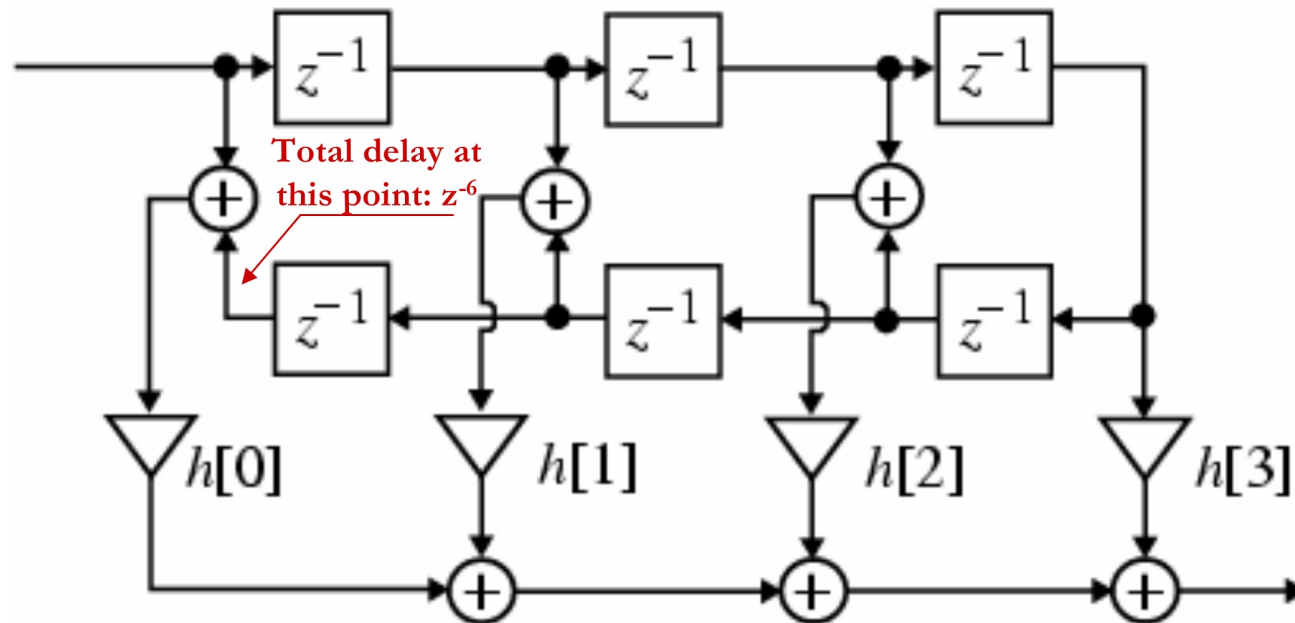 z⁻¹ z⁻¹ z⁻¹
Total delay at
this point: z⁻⁶
+ + +
z⁻¹ z⁻¹ z⁻¹
h[0] h[1] h[2] h[3]
+ + +